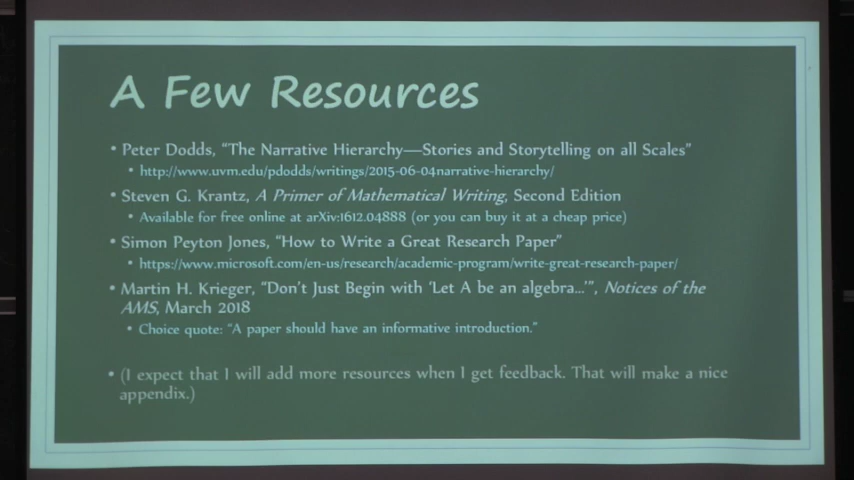 A Few Resources
• Peter Dodds, “The Narrative Hierarchy—Stories and Storytelling on all Scales”
• http://www.uvm.edu/pdodds/writings/2015-06-04narrative-hierarchy/
• Steven G. Krantz, A Primer of Mathematical Writing, Second Edition
• Available for free online at arXiv:1612.04888 (or you can buy it at a cheap price)
• Simon Peyton Jones, “How to Write a Great Research Paper”
• https://www.microsoft.com/en-us/research/academic-program/write-great-research-paper/
• Martin H. Krieger, “Don’t Just Begin with ‘Let A be an algebra...’”, Notices of the
AMS, March 2018
• Choice quote: “A paper should have an informative introduction.”
• (I expect that I will add more resources when I get feedback. That will make a nice
appendix.)